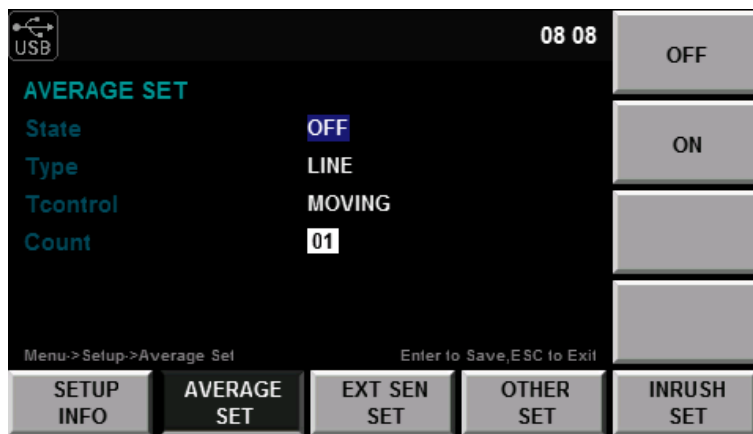 USB
08 08
OFF
AVERAGE SET
State OFF
ON
Type LINE
Tcontrol MOVING
Count 01
Menu->Setup->Average Set Enter to Save,ESC to Exit
SETUP INFO
AVERAGE SET
EXT SEN SET
OTHER SET
INRUSH SET